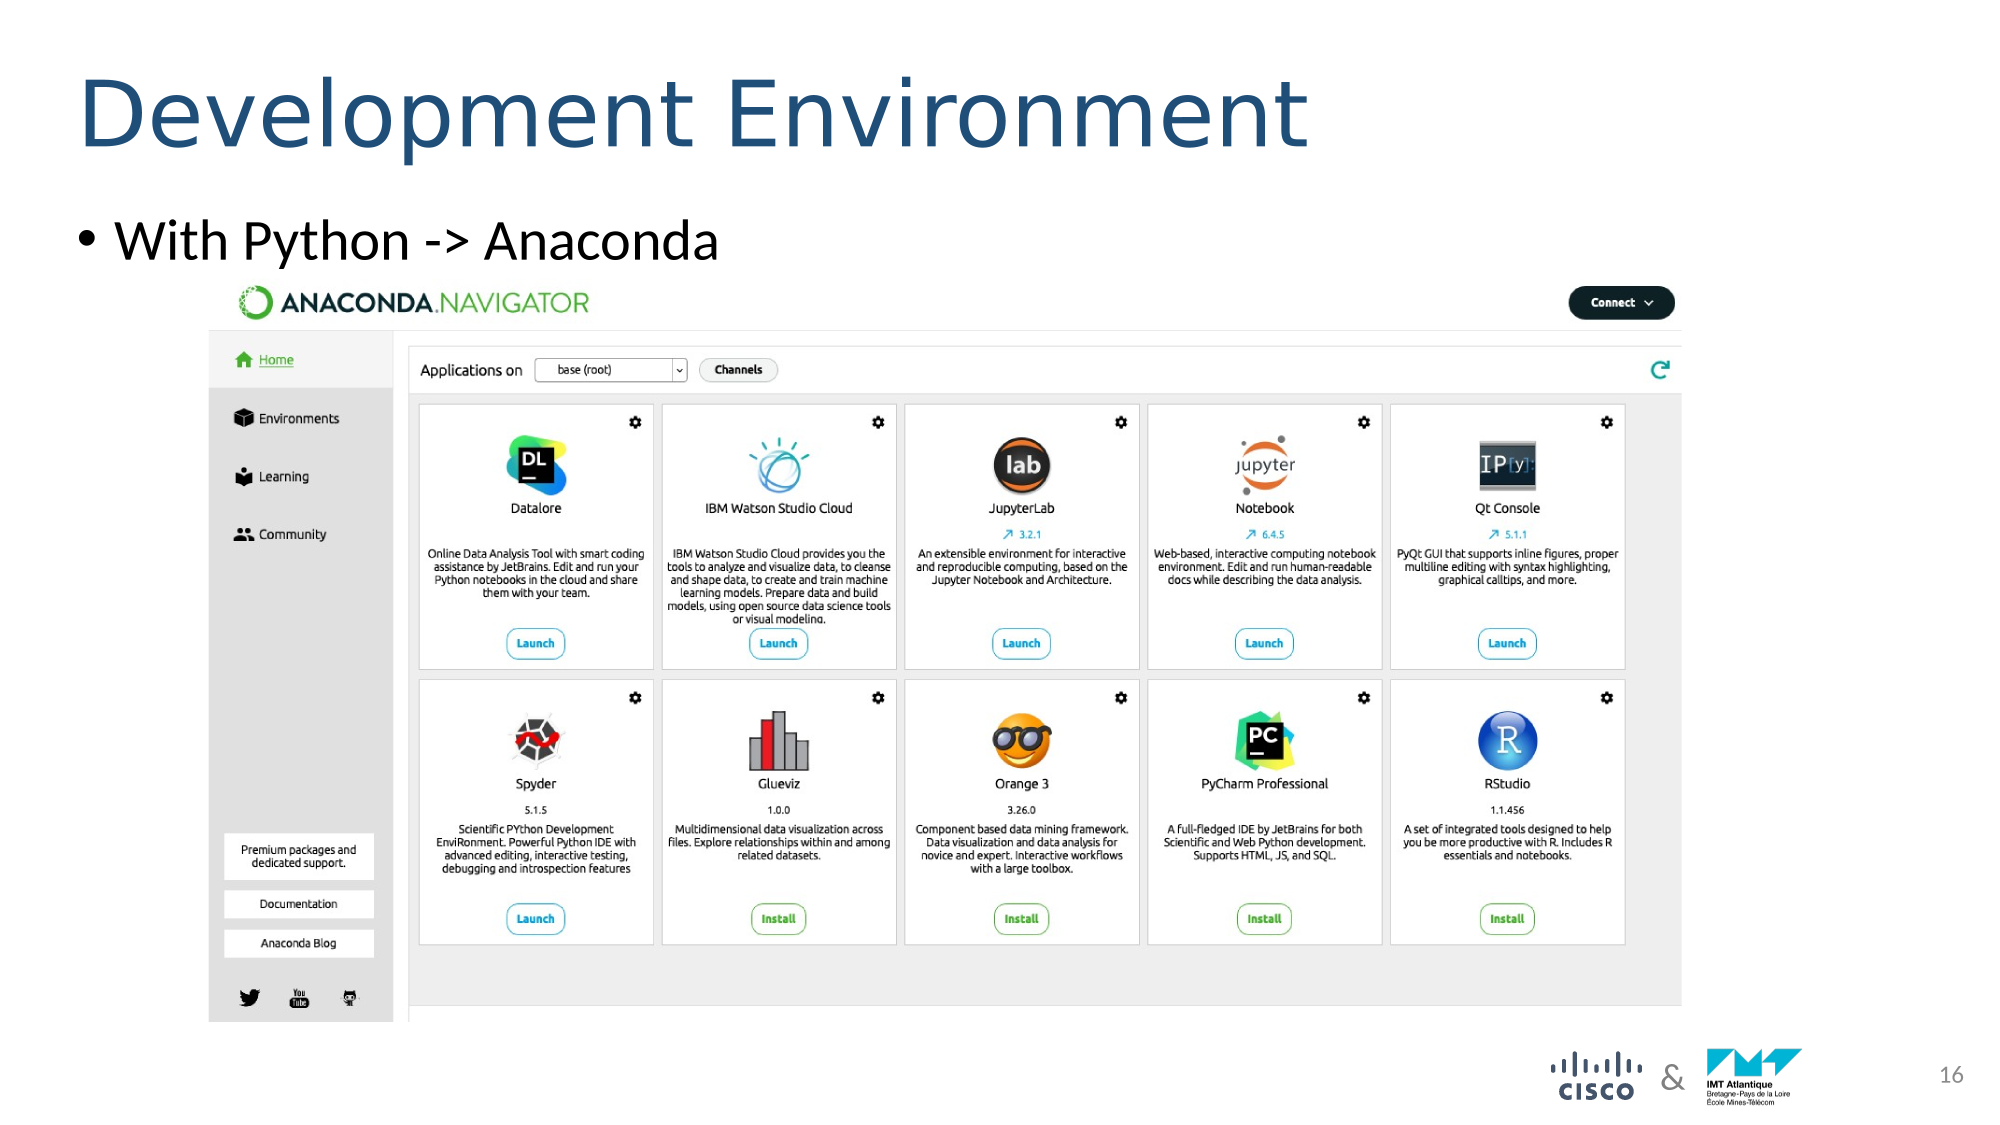 Development Environment
• With Python -> Anaconda
ANACONDA.NAVIGATOR
Connect
Home
Applications on
base (root)
Channels
Environments
Learning
Community
DL
Datalore
Online Data Analysis Tool with smart coding
assistance by JetBrains. Edit and run your
Python notebooks in the cloud and share
them with your team.
Launch
IBM Watson Studio Cloud
IBM Watson Studio Cloud provides you the
tools to analyze and visualize data, to cleanse
and shape data, to create and train machine
learning models. Prepare data and build
models, using open source data science tools
or visual modeling.
Launch
lab
JupyterLab
3.2.1
An extensible environment for interactive
and reproducible computing, based on the
Jupyter Notebook and Architecture.
Launch
jupyter
Notebook
6.4.5
Web-based, interactive computing notebook
environment. Edit and run human-readable
docs while describing the data analysis.
Launch
IP[y]:
Qt Console
5.1.1
PyQt GUI that supports inline figures, proper
multiline editing with syntax highlighting,
graphical calltips, and more.
Launch
Spyder
5.1.5
Scientific PYthon Development
EnviRonment. Powerful Python IDE with
advanced editing, interactive testing,
debugging and introspection features
Launch
Glueviz
1.0.0
Multidimensional data visualization across
files. Explore relationships within and among
related datasets.
Install
Orange 3
3.26.0
Component based data mining framework.
Data visualization and data analysis for
novice and expert. Interactive workflows
with a large toolbox.
Install
PC
PyCharm Professional
A full-fledged IDE by JetBrains for both
Scientific and Web Python development.
Supports HTML, JS, and SQL.
Install
R
RStudio
1.1.456
A set of integrated tools designed to help
you be more productive with R. Includes R
essentials and notebooks.
Install
Premium packages and
dedicated support.
Documentation
Anaconda Blog
You
Tube
CISCO
&
IMT
IMT Atlantique
Bretagne-Pays de la Loire
École Mines-Télécom
16